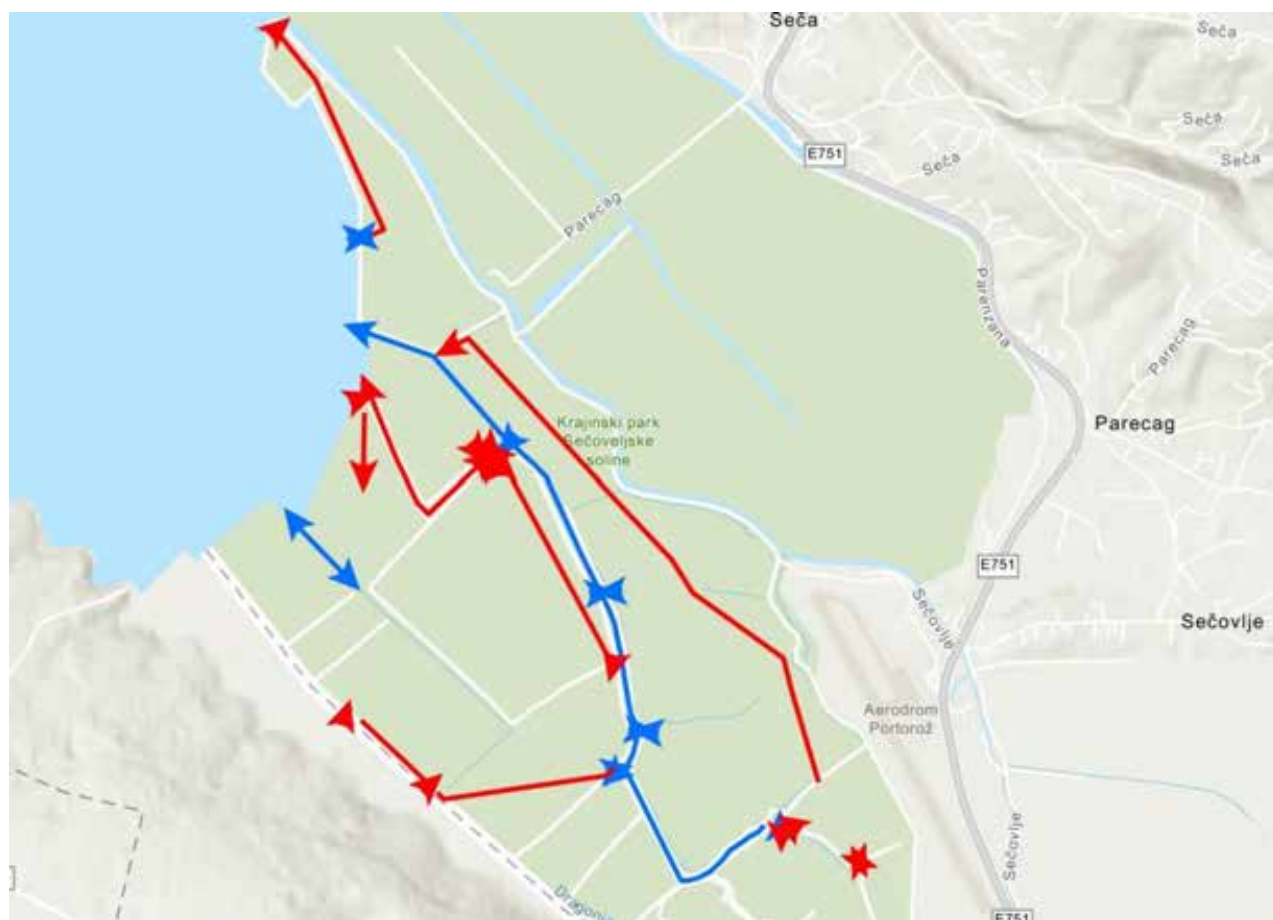 Seča
Seča
Seča
E751
Seča
Seča
Parecag
Parenzana
Parecag
Krajinski park
Sečoveljske
soline
Parecag
E751
Sečovlje
Sečovlje
Aerodrom
Portorož
Sečovlje
E751